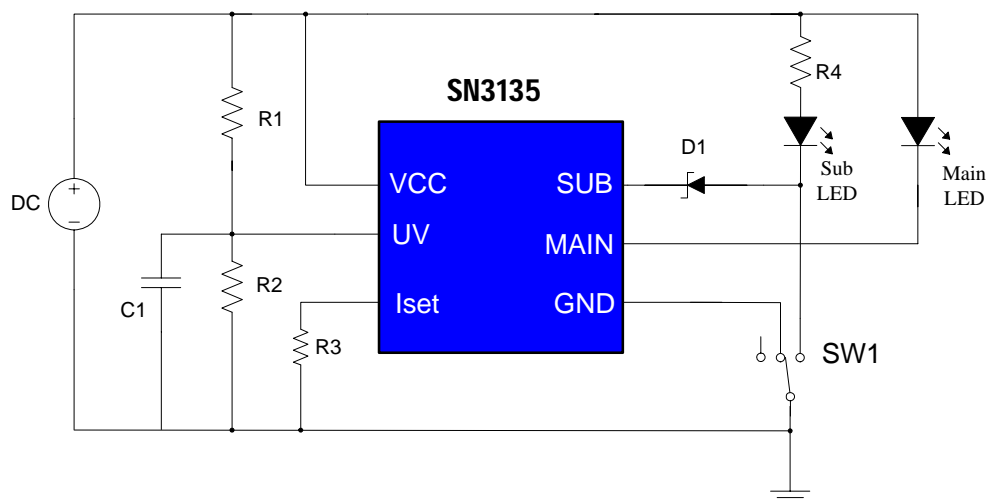 SN3135
R4
R1
D1
VCC
SUB
Sub
LED
Main
LED
DC
+
−
UV
MAIN
R2
C1
Iset
GND
R3
SW1